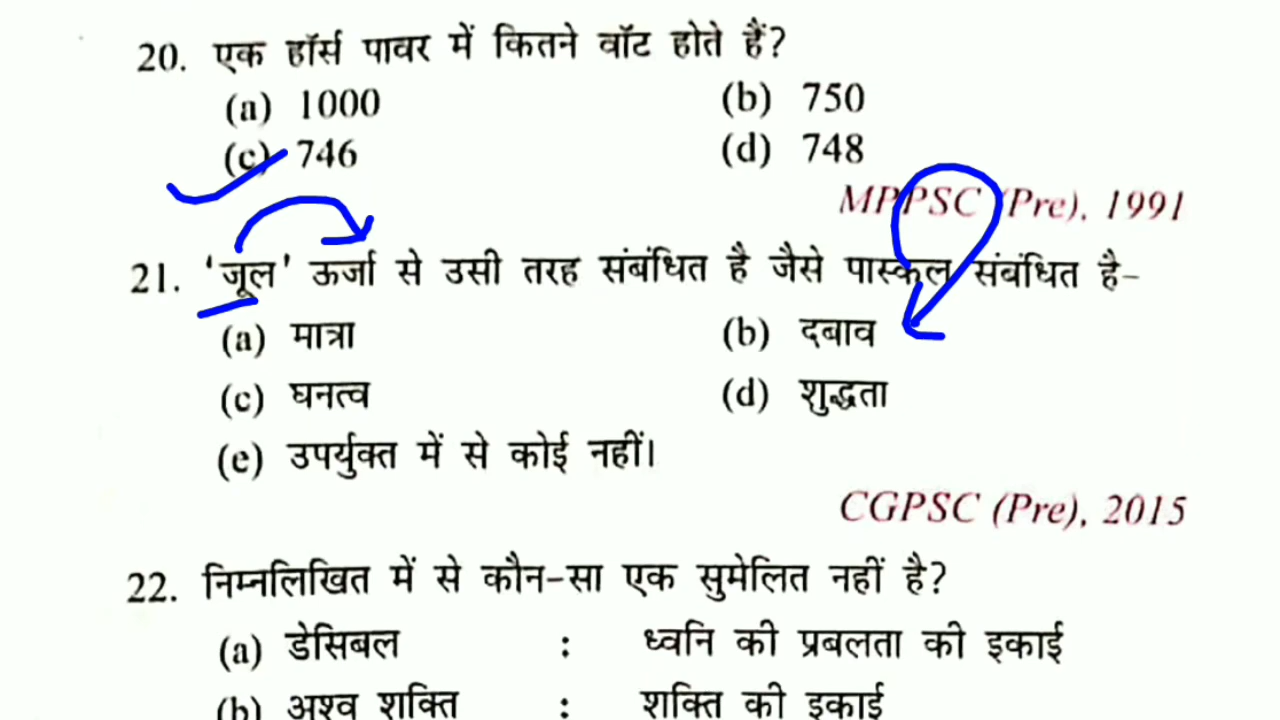 20. एक हॉर्स पावर में कितने वॉट होते हैं?
(a) 1000 (b) 750
(c) 746 (d) 748
MPPSC (Pre), 1991
21. 'जूल' ऊर्जा से उसी तरह संबंधित है जैसे पास्कल संबंधित है-
(a) मात्रा (b) दबाव
(c) घनत्व (d) शुद्धता
(e) उपर्युक्त में से कोई नहीं।
CGPSC (Pre), 2015
22. निम्नलिखित में से कौन-सा एक सुमेलित नहीं है?
(a) डेसिबल : ध्वनि की प्रबलता की इकाई
(b) अश्व शक्ति : शक्ति की इकाई